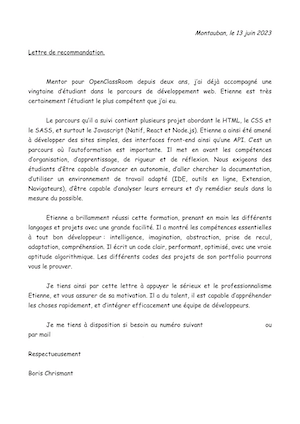 Montauban, le 13 juin 2023
Lettre de recommandation.
Mentor pour OpenClassRoom depuis deux ans, j'ai déjà accompagné une
vingtaine d'étudiant dans le parcours de développement web. Etienne est très
certainement l'étudiant le plus compétent que j'ai eu.
Le parcours qu'il a suivi contient plusieurs projet abordant le HTML, le CSS et
le SASS, et surtout le Javascript (Natif, React et Node.js). Etienne a ainsi été amené
à développer des sites simples, des interfaces front-end ainsi qu'une API. C'est un
parcours où l'autoformation est importante. Il met en avant les compétences
d'organisation, d'apprentissage, de rigueur et de réflexion. Nous exigeons des
étudiants d'être capable d'avancer en autonomie, d'aller chercher la documentation,
d'utiliser un environnement de travail adapté (IDE, outils en ligne, Extension,
Navigateurs), d'être capable d'analyser leurs erreurs et d'y remédier seuls dans la
mesure du possible.
Etienne a brillamment réussi cette formation, prenant en main les différents
langages et projets avec une grande facilité. Il a montré les compétences essentielles
à tout bon développeur : intelligence, imagination, abstraction, prise de recul,
adaptation, compréhension. Il écrit un code clair, performant, optimisé, avec une vraie
aptitude algorithmique. Les différents codes des projets de son portfolio pourrons
vous le prouver.
Je tiens ainsi par cette lettre à appuyer le sérieux et le professionnalisme
Etienne, et vous assurer de sa motivation. Il a du talent, il est capable d'appréhender
les choses rapidement, et d'intégrer efficacement une équipe de développeurs.
Je me tiens à disposition si besoin au numéro suivant ou
par mail
Respectueusement
Boris Chrismant